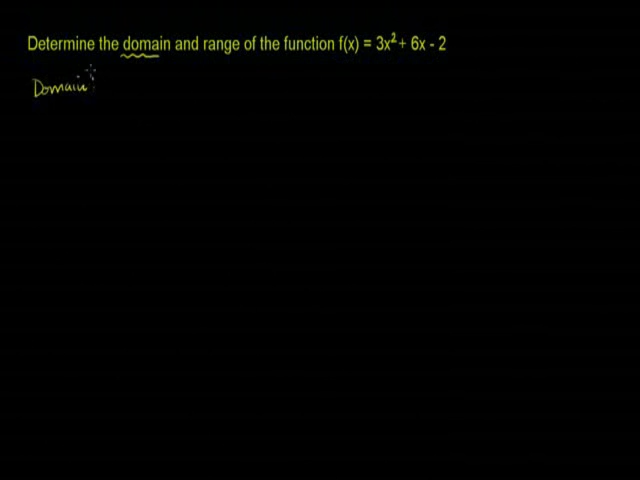 Determine the domain and range of the function f(x) = 3x² + 6x - 2
Domain